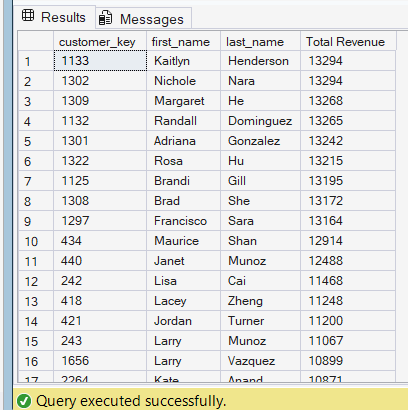 Results Messages
customer_key first_name last_name Total Revenue
1 1133 Kaitlyn Henderson 13294
2 1302 Nichole Nara 13294
3 1309 Margaret He 13268
4 1132 Randall Dominguez 13265
5 1301 Adriana Gonzalez 13242
6 1322 Rosa Hu 13215
7 1125 Brandi Gill 13195
8 1308 Brad She 13172
9 1297 Francisco Sara 13164
10 434 Maurice Shan 12914
11 440 Janet Munoz 12488
12 242 Lisa Cai 11468
13 418 Lacey Zheng 11248
14 421 Jordan Turner 11200
15 243 Larry Munoz 11067
16 1656 Larry Vazquez 10899
17 2264 Kate Anand 10871
Query executed successfully.